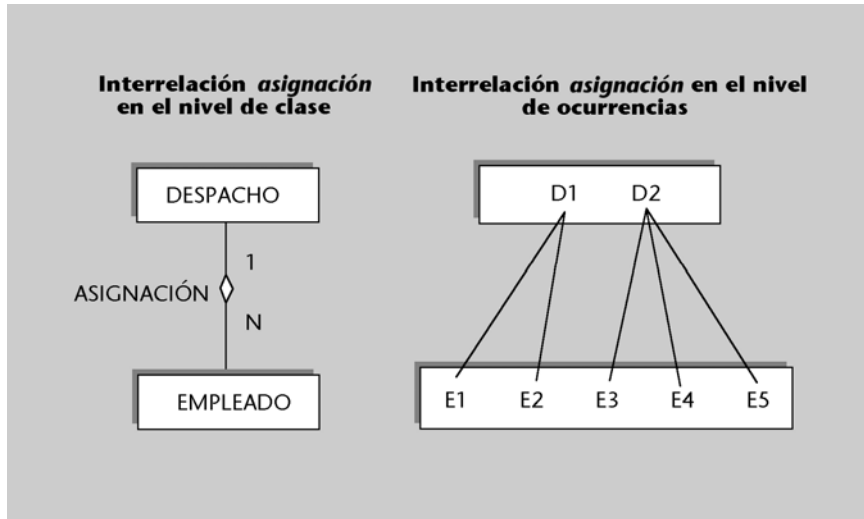 Interrelación asignación
en el nivel de clase
DESPACHO
1
ASIGNACIÓN
N
EMPLEADO
Interrelación asignación en el nivel
de ocurrencias
D1 D2
E1 E2 E3 E4 E5